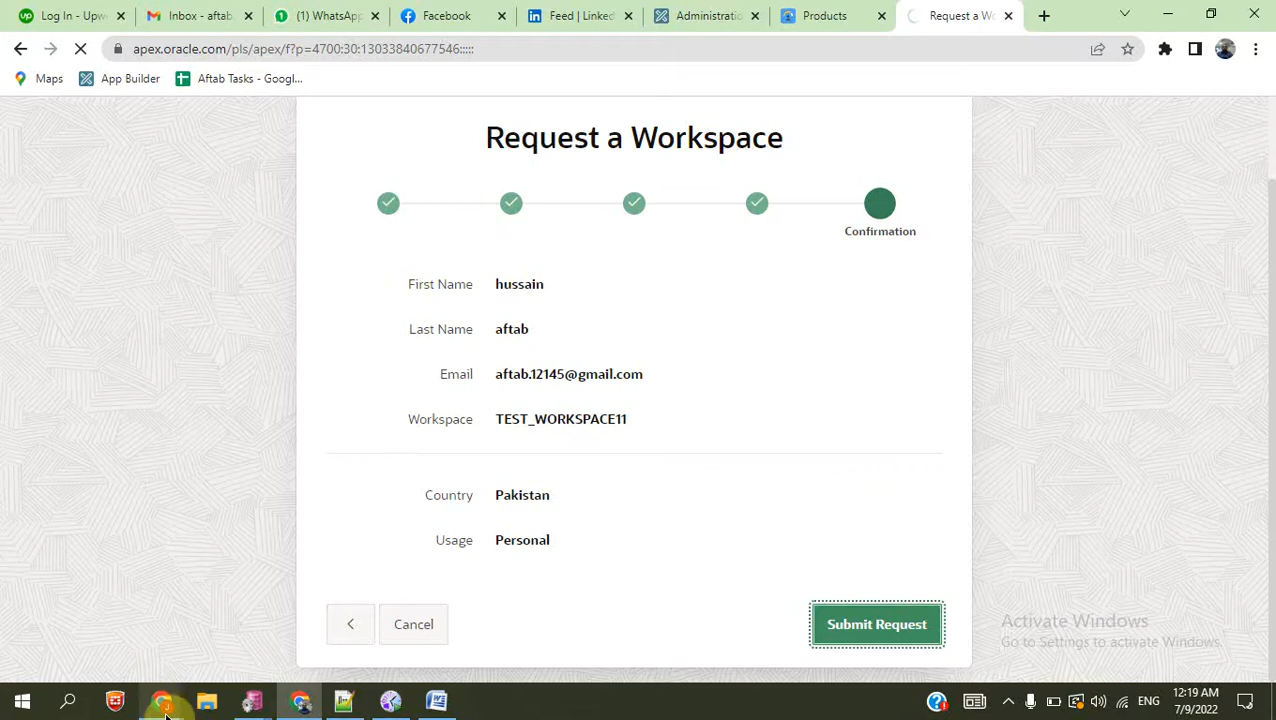 Log In - Upw
Inbox - aftab.
(1) WhatsApp
Facebook
Feed | Linked
Administratio
Products
Request a Wo
apex.oracle.com/pls/apex/f?p=4700:30:13033840677546:::::
Maps
App Builder
Aftab Tasks - Googl...
Request a Workspace
Confirmation
First Name hussain
Last Name aftab
Email aftab.12145@gmail.com
Workspace TEST_WORKSPACE11
Country Pakistan
Usage Personal
Cancel
Submit Request
Activate Windows
Go to Settings to activate Windows.
ENG
12:19 AM
7/9/2022